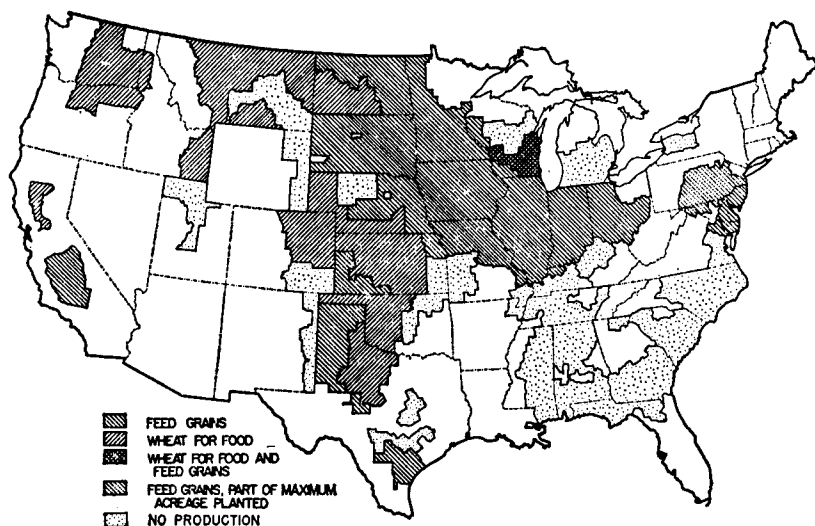 FEED GRAINS
WHEAT FOR FOOD
WHEAT FOR FOOD AND
FEED GRAINS
FEED GRAINS, PART OF MAXIMUM
ACREAGE PLANTED
NO PRODUCTION